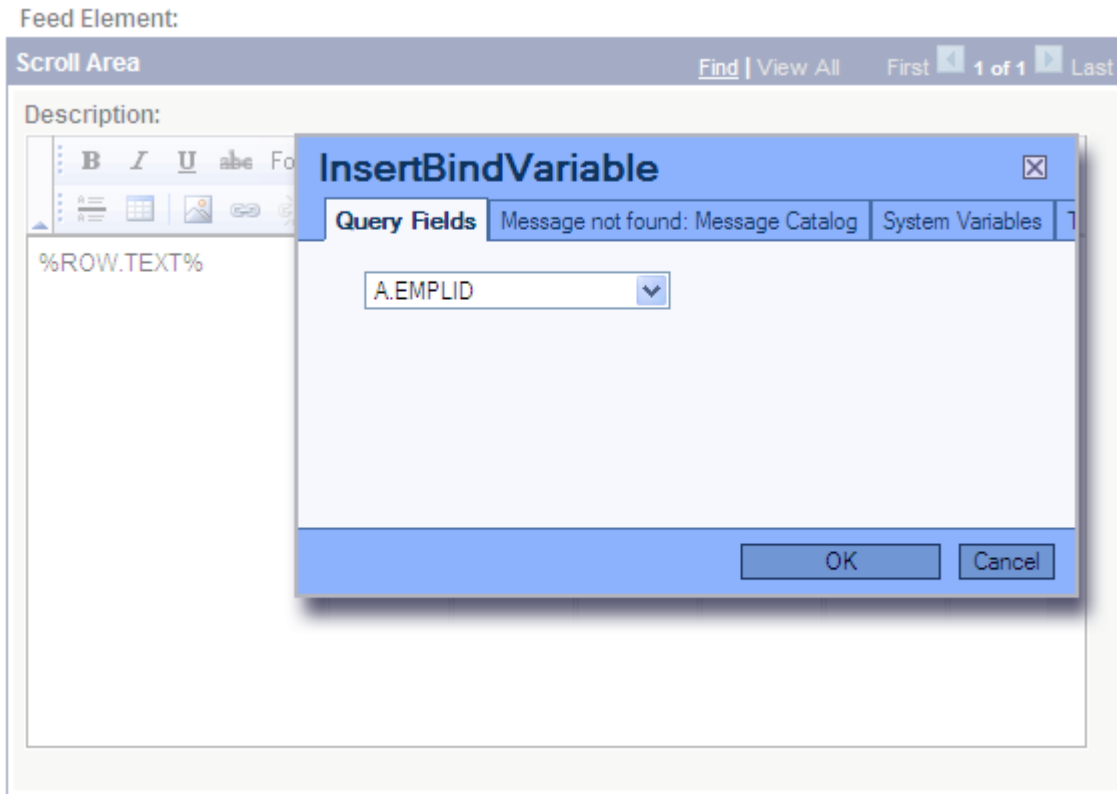 Feed Element:
Scroll Area Find | View All First 1 of 1 Last
Description:
B I U abc Fo
InsertBindVariable
Query Fields Message not found: Message Catalog System Variables T
%ROW.TEXT%
A.EMPLID
OK Cancel